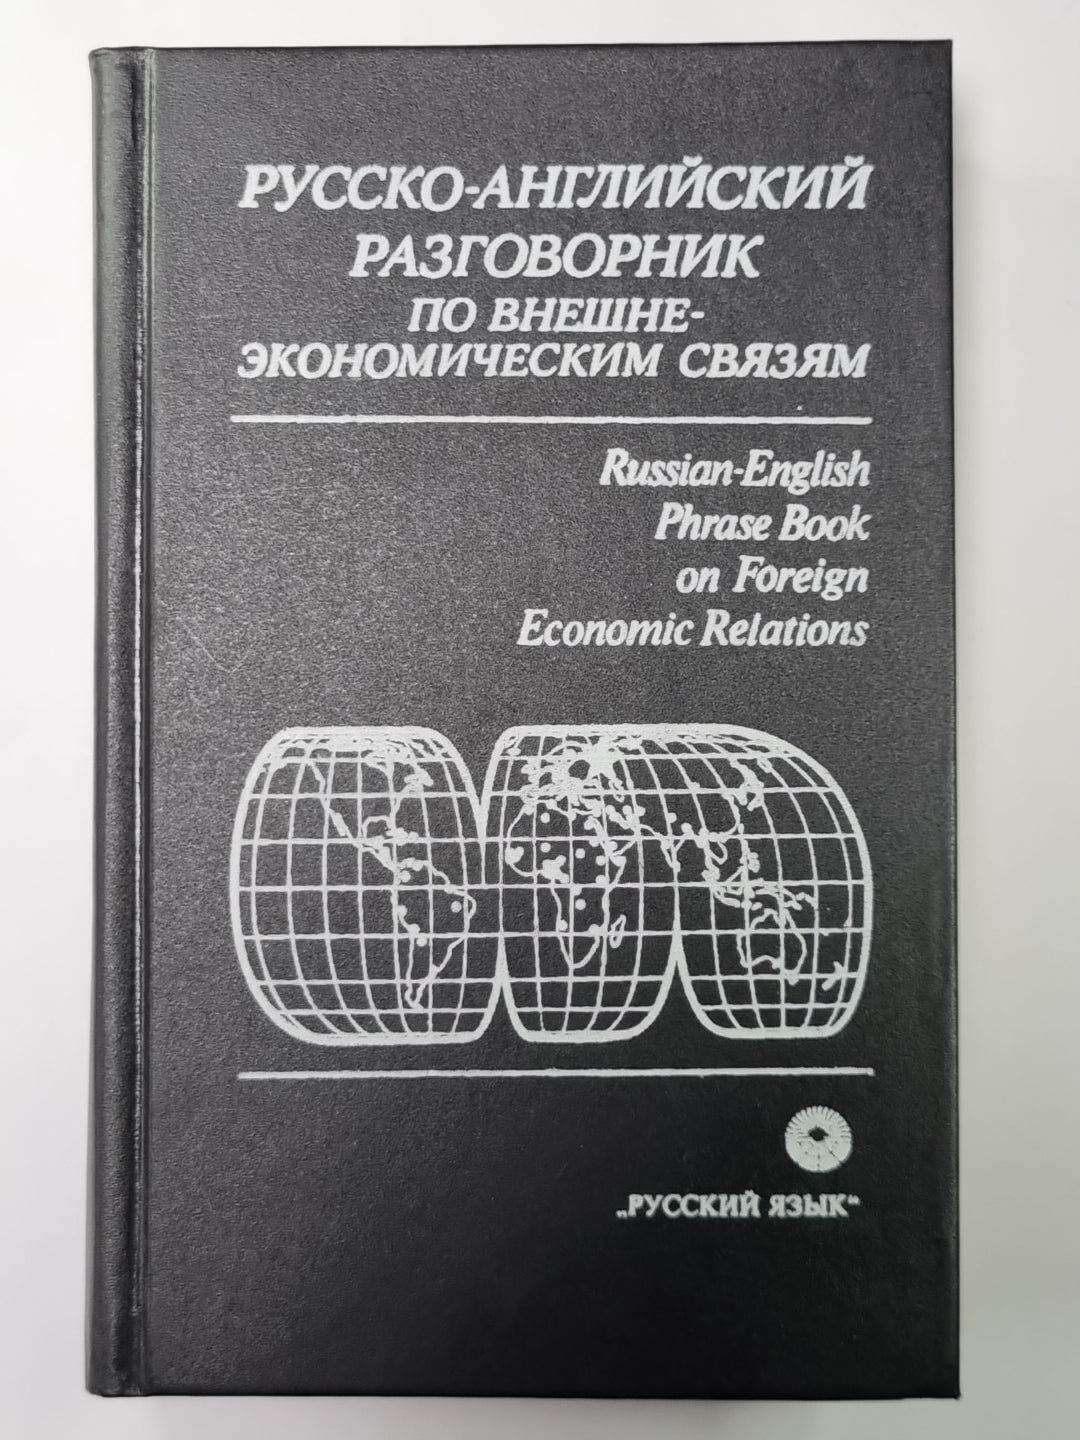 РУССКО-АНГЛИЙСКИЙ
РАЗГОВОРНИК
ПО ВНЕШНЕ-
ЭКОНОМИЧЕСКИМ СВЯЗЯМ
Russian-English
Phrase Book
on Foreign
Economic Relations
„РУССКИЙ ЯЗЫК“